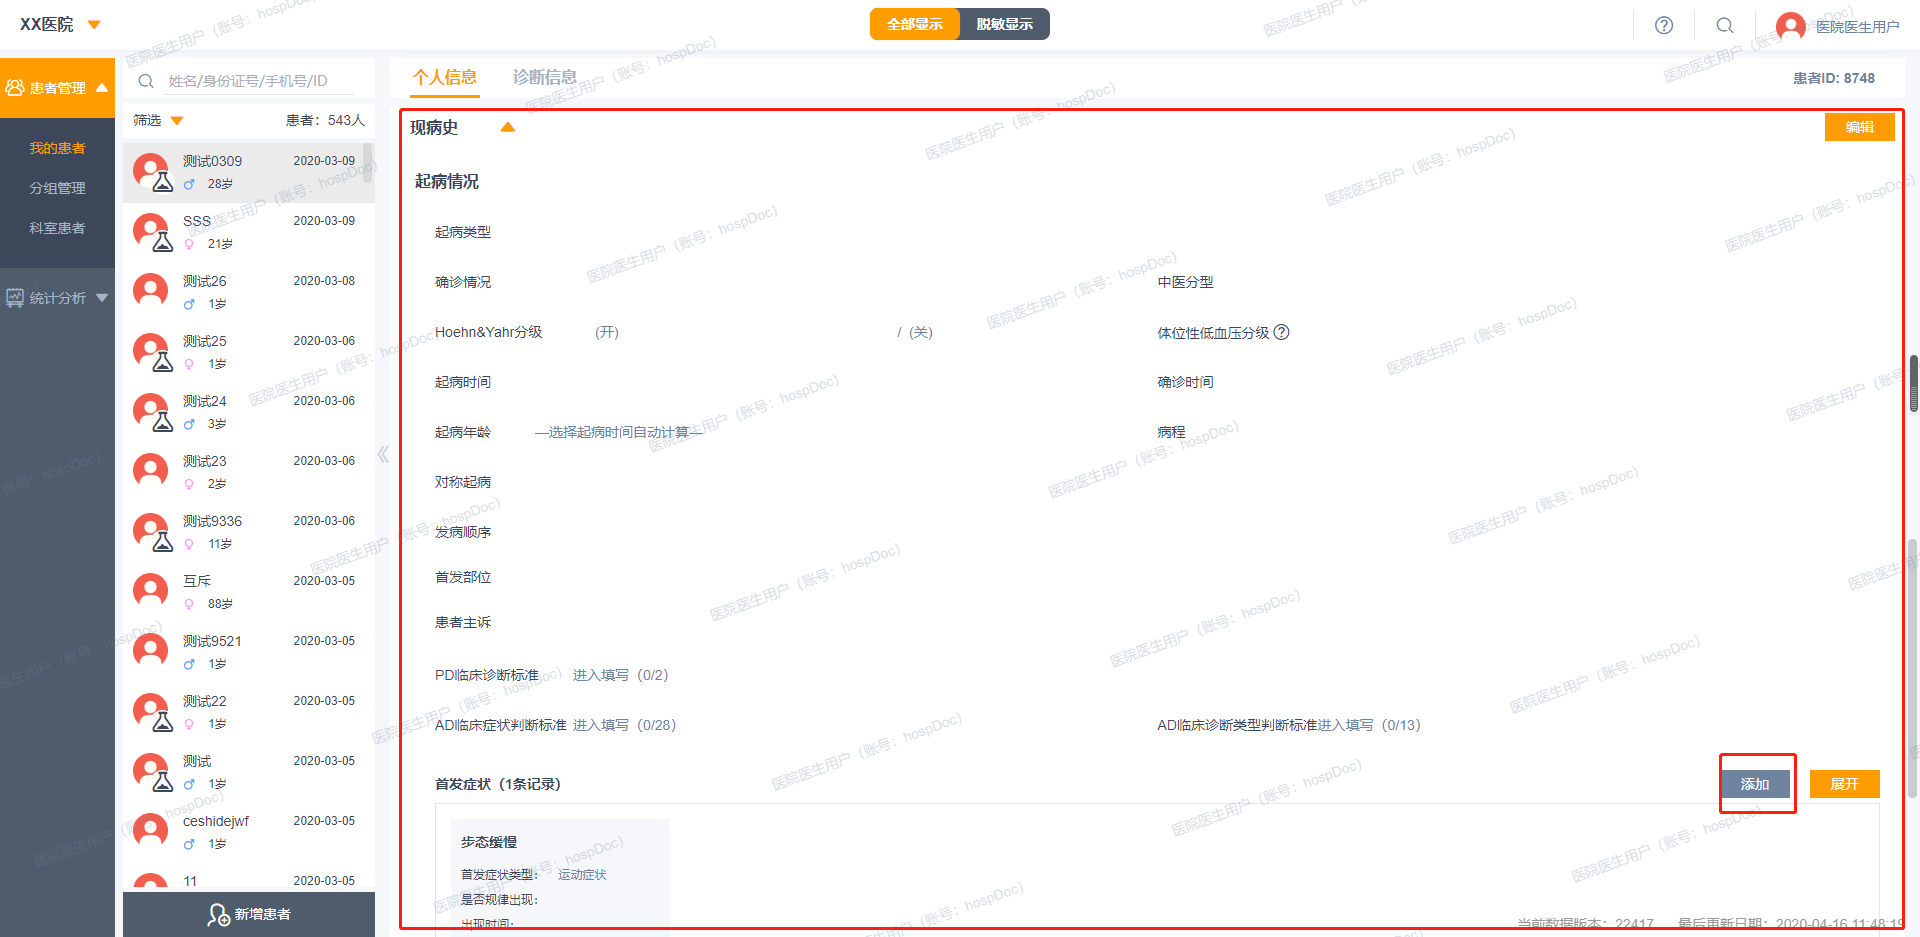 XX医院
全部显示 脱敏显示
医院医生用户
患者管理
我的患者
分组管理
科室患者
统计分析
姓名/身份证号/手机号/ID
筛选 患者：543人
测试0309 2020-03-09
28岁
SSS 2020-03-09
21岁
测试26 2020-03-08
1岁
测试25 2020-03-06
1岁
测试24 2020-03-06
3岁
测试23 2020-03-06
2岁
测试9336 2020-03-06
11岁
互斥 2020-03-05
88岁
测试9521 2020-03-05
1岁
测试22 2020-03-05
1岁
测试 2020-03-05
1岁
ceshidejwf 2020-03-05
1岁
11 2020-03-05
新增患者
个人信息 诊断信息 患者ID: 8748
现病史 编辑
起病情况
起病类型
确诊情况 中医分型
Hoehn&Yahr分级 (开) / (关) 体位性低血压分级
起病时间 确诊时间
起病年龄 —选择起病时间自动计算— 病程
对称起病
发病顺序
首发部位
患者主诉
PD临床诊断标准 进入填写（0/2）
AD临床症状判断标准 进入填写（0/28） AD临床诊断类型判断标准进入填写（0/13）
首发症状（1条记录） 添加 展开
步态缓慢
首发症状类型： 运动症状
是否规律出现：
出现时间：
当前数据版本：22417 最后更新日期：2020-04-16 11:48:19
医院医生用户（账号：hospDoc）